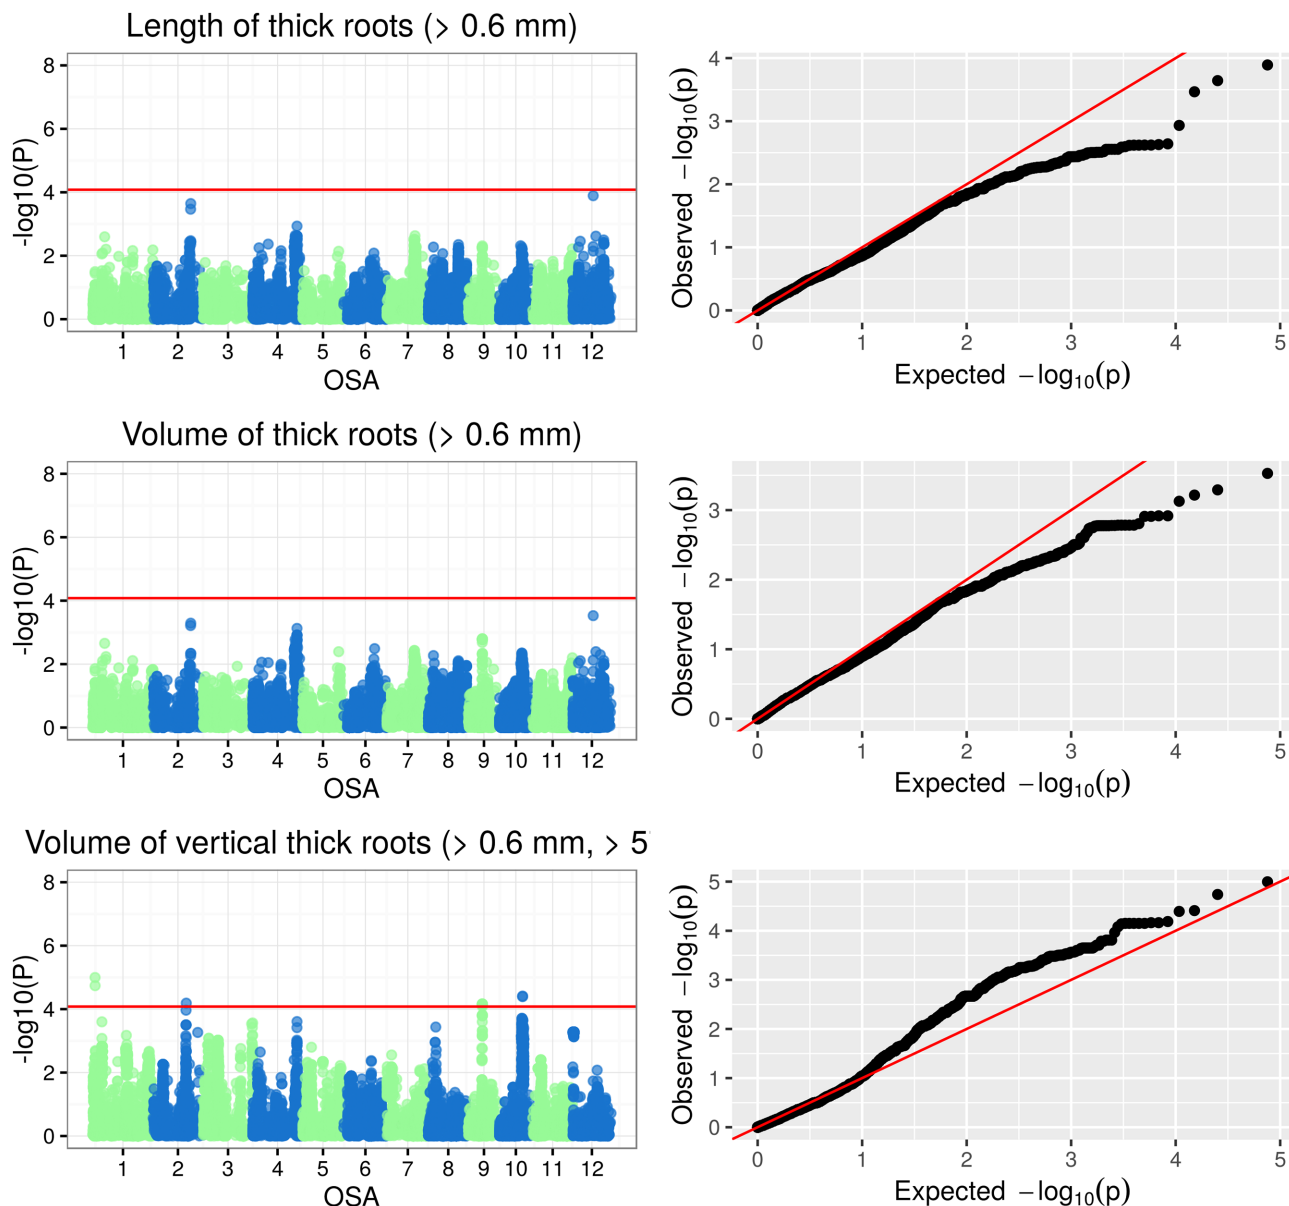 Length of thick roots (> 0.6 mm)
8
6
4
2
0
-log10(P)
1 2 3 4 5 6 7 8 9 10 11 12
OSA
4
3
2
1
0
Observed −log10(p)
0 1 2 3 4 5
Expected −log10(p)
Volume of thick roots (> 0.6 mm)
8
6
4
2
0
-log10(P)
1 2 3 4 5 6 7 8 9 10 11 12
OSA
3
2
1
0
Observed −log10(p)
0 1 2 3 4 5
Expected −log10(p)
Volume of vertical thick roots (> 0.6 mm, > 5
8
6
4
2
0
-log10(P)
1 2 3 4 5 6 7 8 9 10 11 12
OSA
5
4
3
2
1
0
Observed −log10(p)
0 1 2 3 4 5
Expected −log10(p)